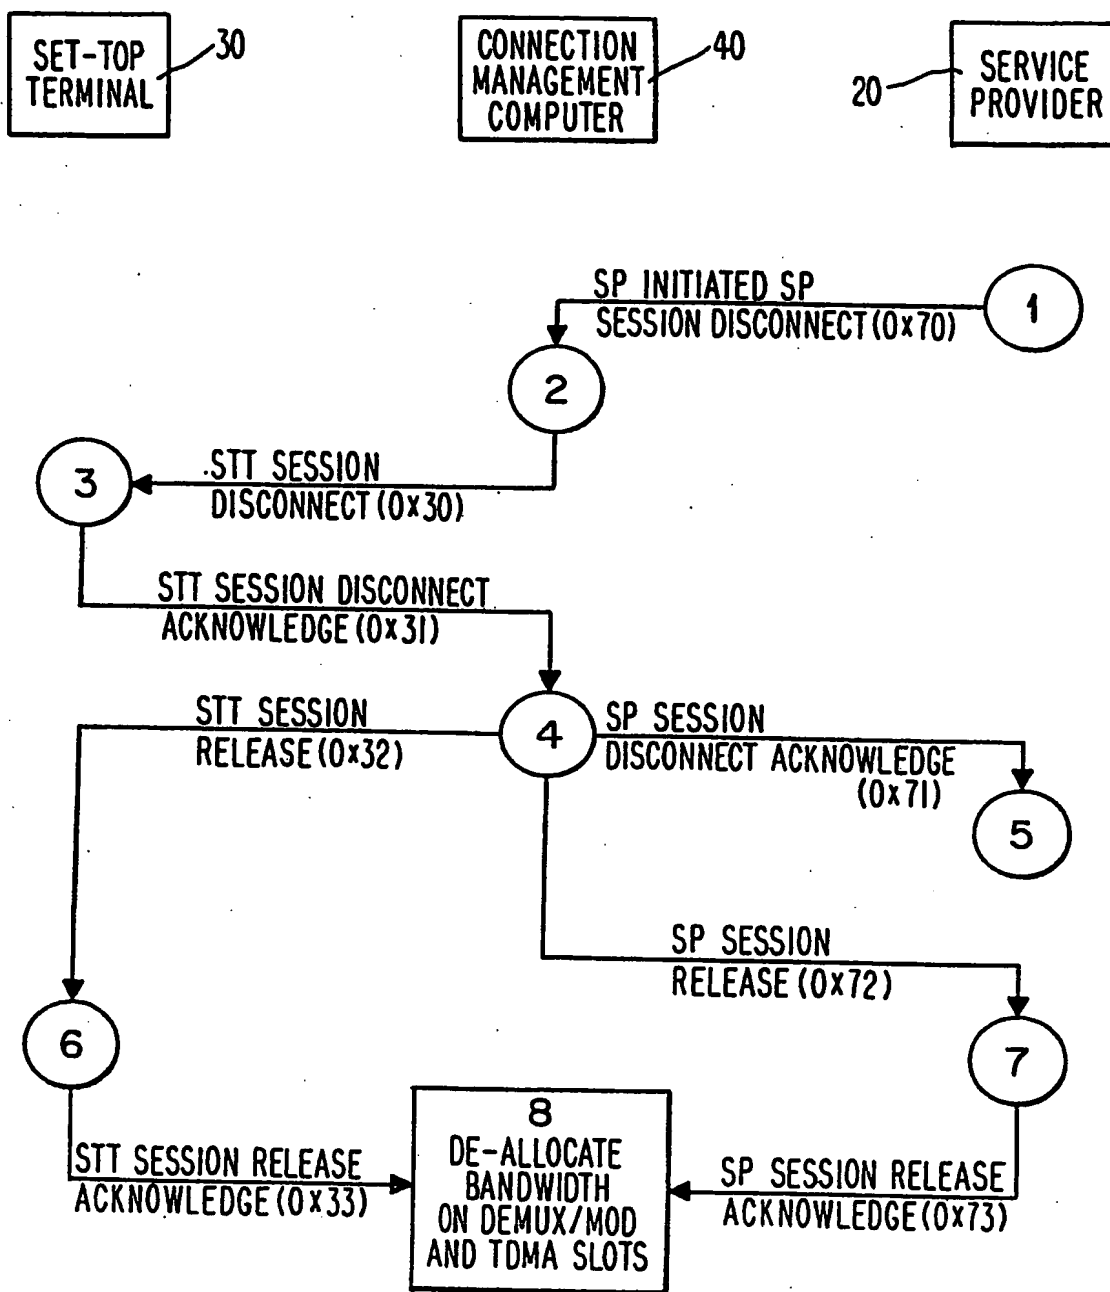 SET-TOP
TERMINAL
30
CONNECTION
MANAGEMENT
COMPUTER
40
20
SERVICE
PROVIDER
SP INITIATED SP
SESSION DISCONNECT (0x70)
1
2
3
STT SESSION
DISCONNECT (0x30)
STT SESSION DISCONNECT
ACKNOWLEDGE (0x31)
STT SESSION
RELEASE (0x32)
4
SP SESSION
DISCONNECT ACKNOWLEDGE
(0x71)
5
SP SESSION
RELEASE (0x72)
6
7
8
DE-ALLOCATE
BANDWIDTH
ON DEMUX/MOD
AND TDMA SLOTS
STT SESSION RELEASE
ACKNOWLEDGE (0x33)
SP SESSION RELEASE
ACKNOWLEDGE (0x73)